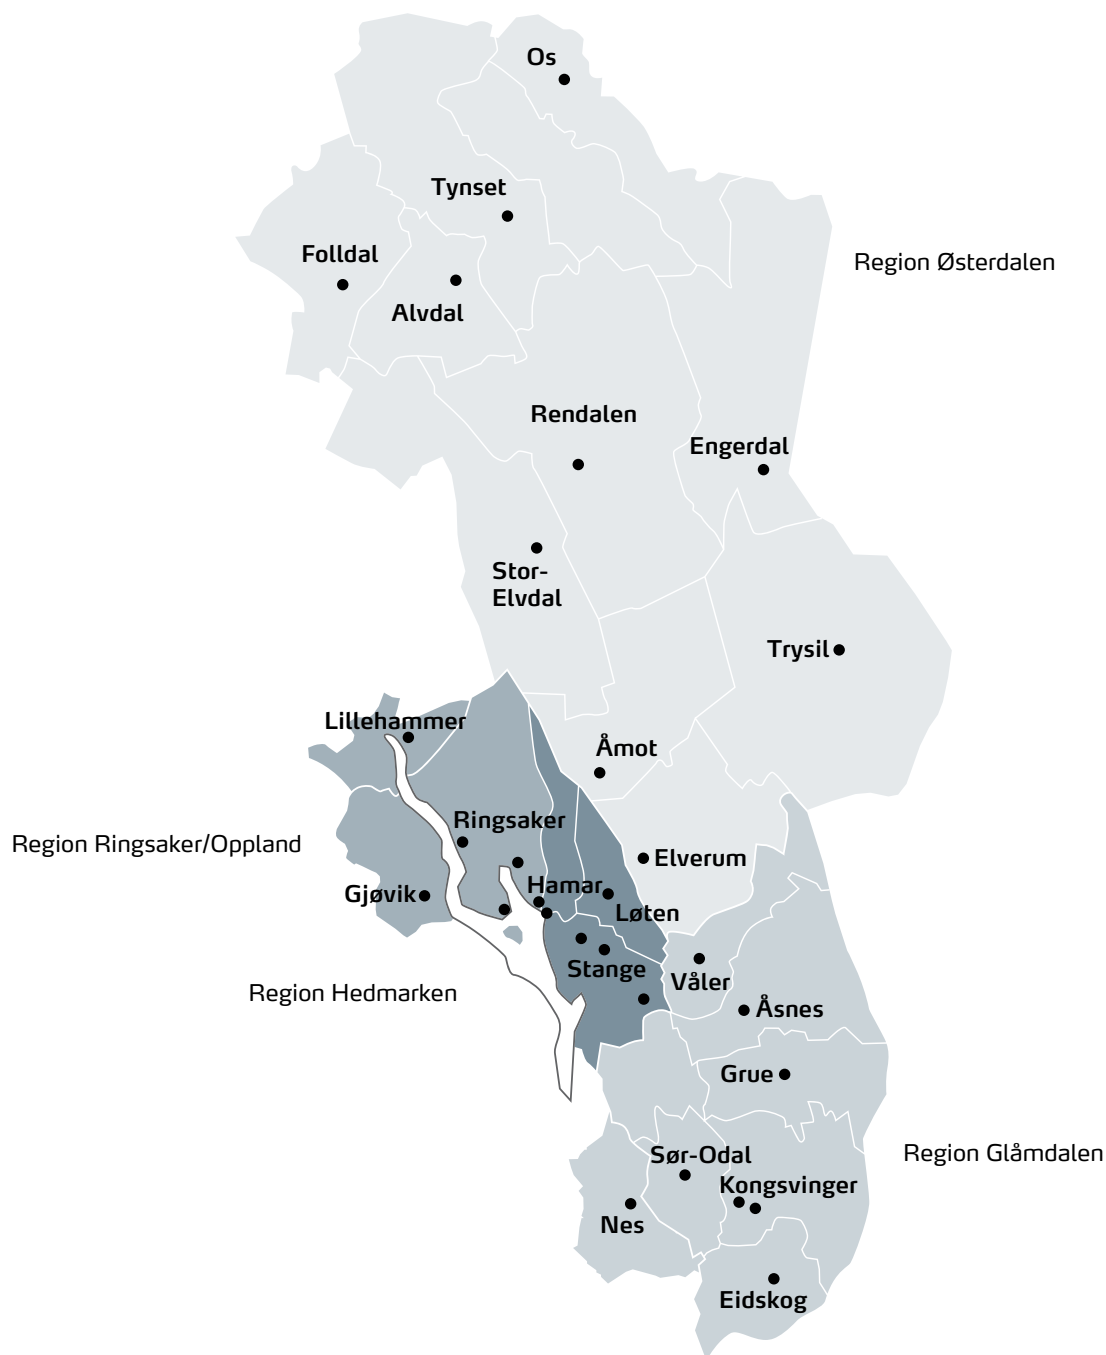 Os
Tynset
Folldal
Region Østerdalen
Alvdal
Rendalen
Engerdal
Stor-
Elvdal
Trysil
Lillehammer
Åmot
Ringsaker
Region Ringsaker/Oppland
Elverum
Hamar
Gjøvik
Løten
Stange
Våler
Region Hedmarken
Åsnes
Grue
Region Glåmdalen
Sør-Odal
Kongsvinger
Nes
Eidskog